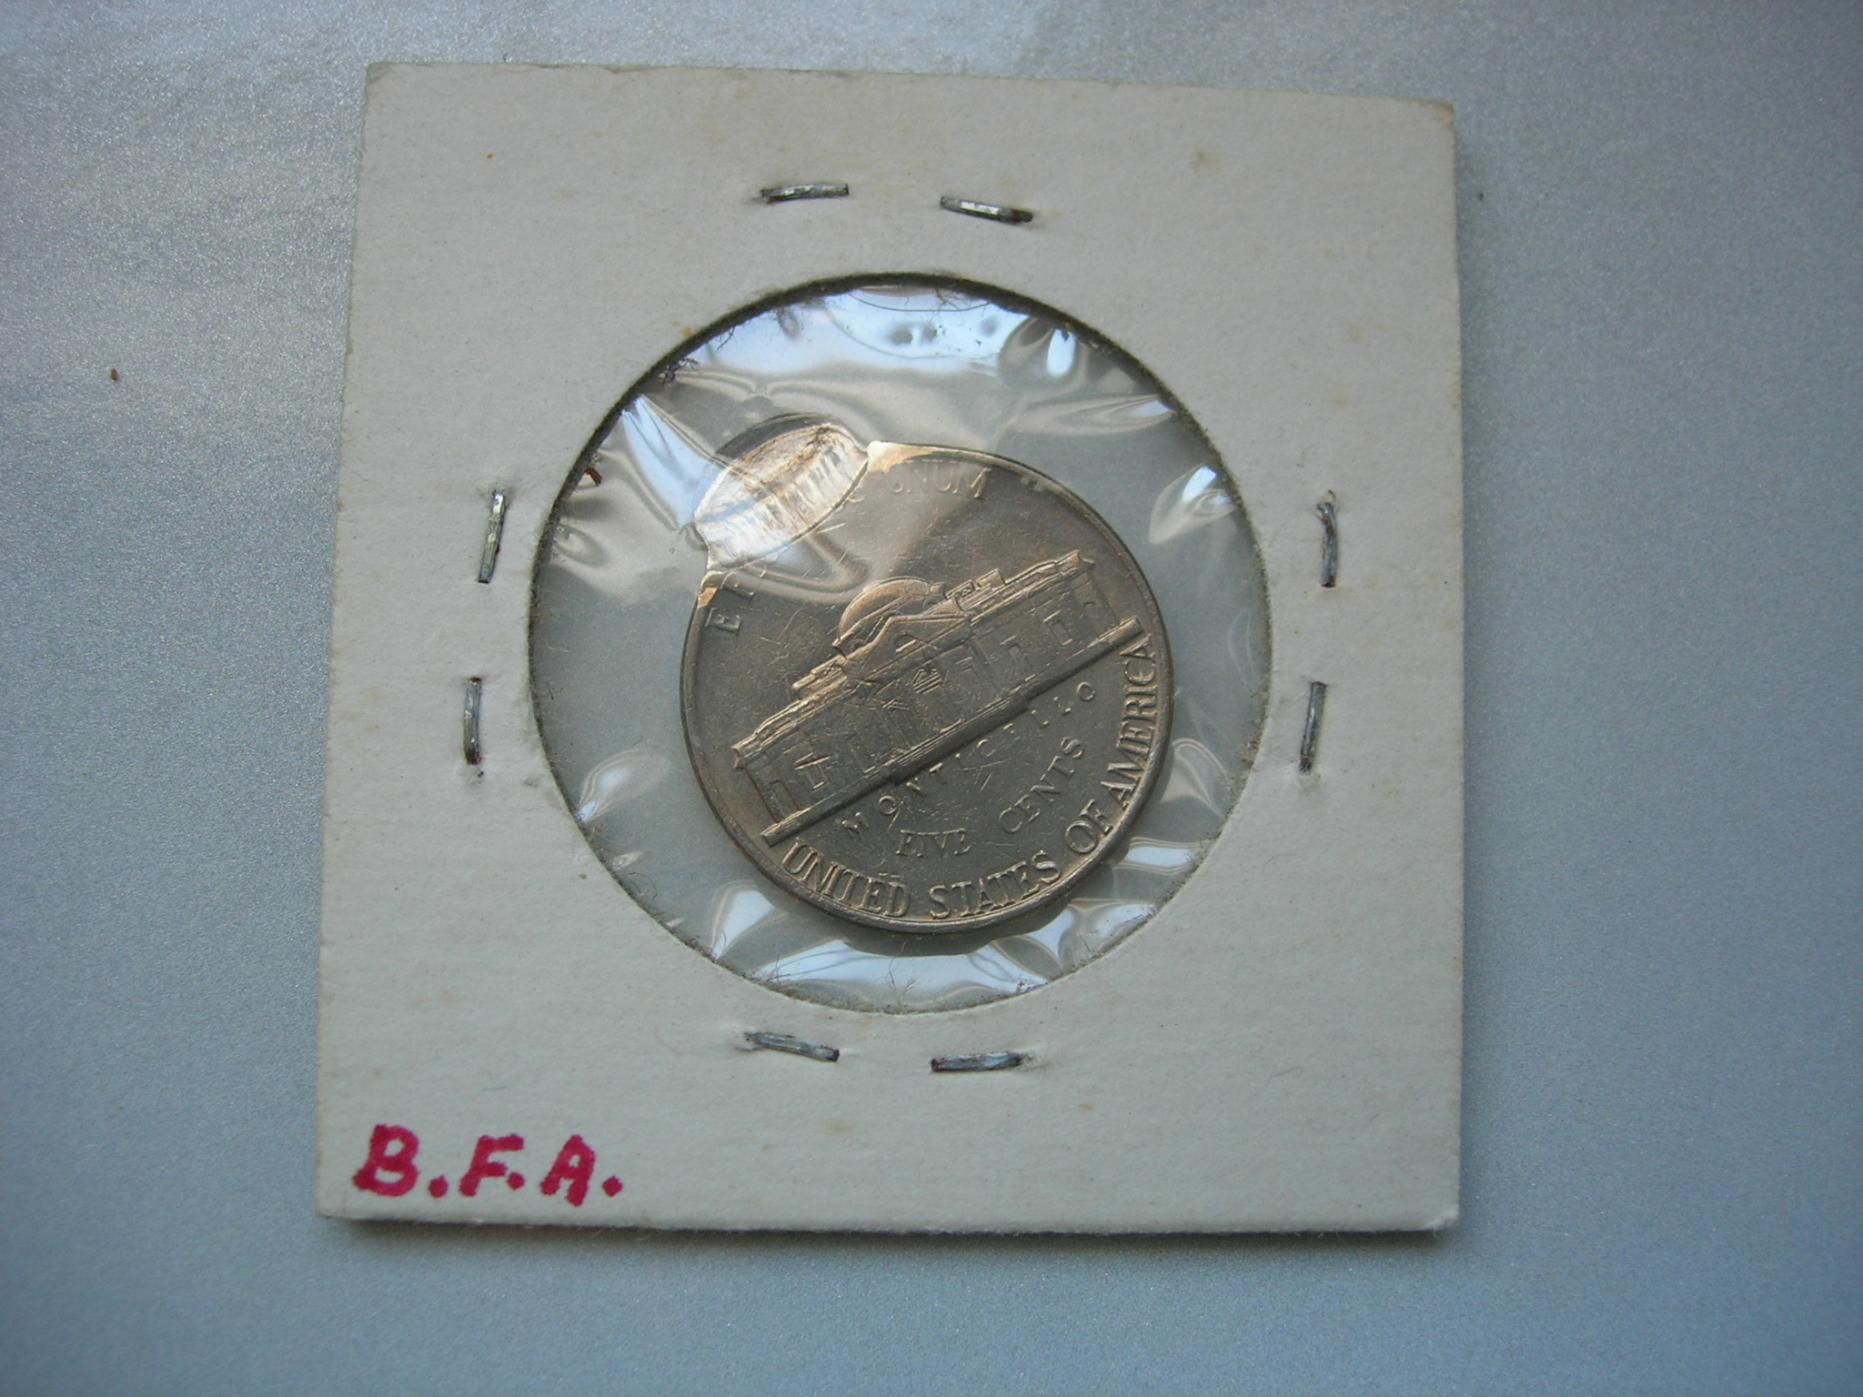 UNUM
MONTICELLO
FIVE CENTS
UNITED STATES OF AMERICA
B.F.A.